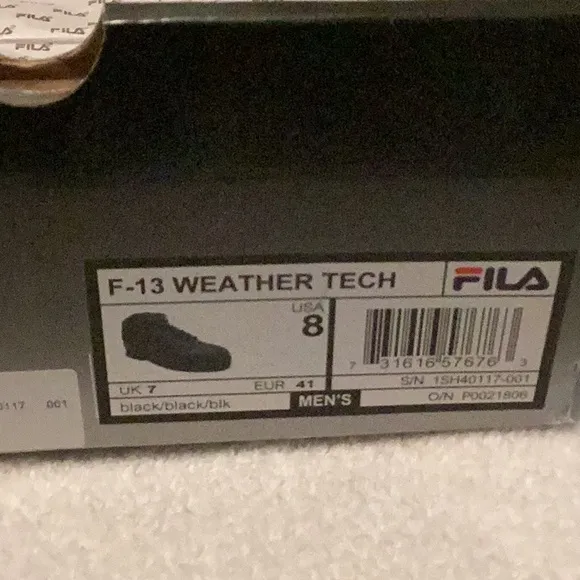 FILA
F-13 WEATHER TECH
FILA
USA
8
7 31616 57676 3
UK 7 EUR 41
S/N 1SH40117-001
black/black/blk MEN'S O/N P0021806
0117 001